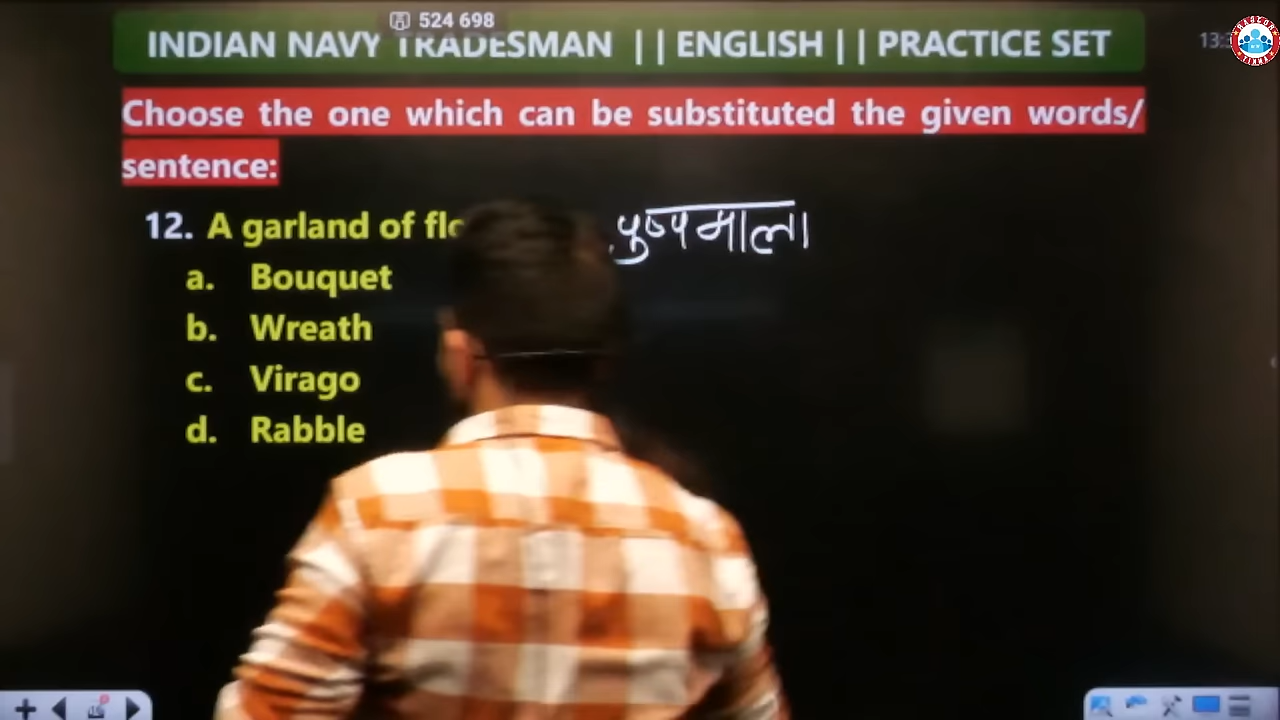 524 698
INDIAN NAVY TRADESMAN || ENGLISH || PRACTICE SET
13:
Choose the one which can be substituted the given words/
sentence:
12. A garland of flo
पुष्पमाला
a. Bouquet
b. Wreath
c. Virago
d. Rabble